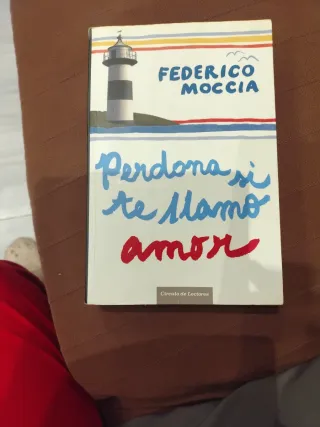 FEDERICO
MOCCIA
Perdona si
te llamo
amor
Círculo de Lectores